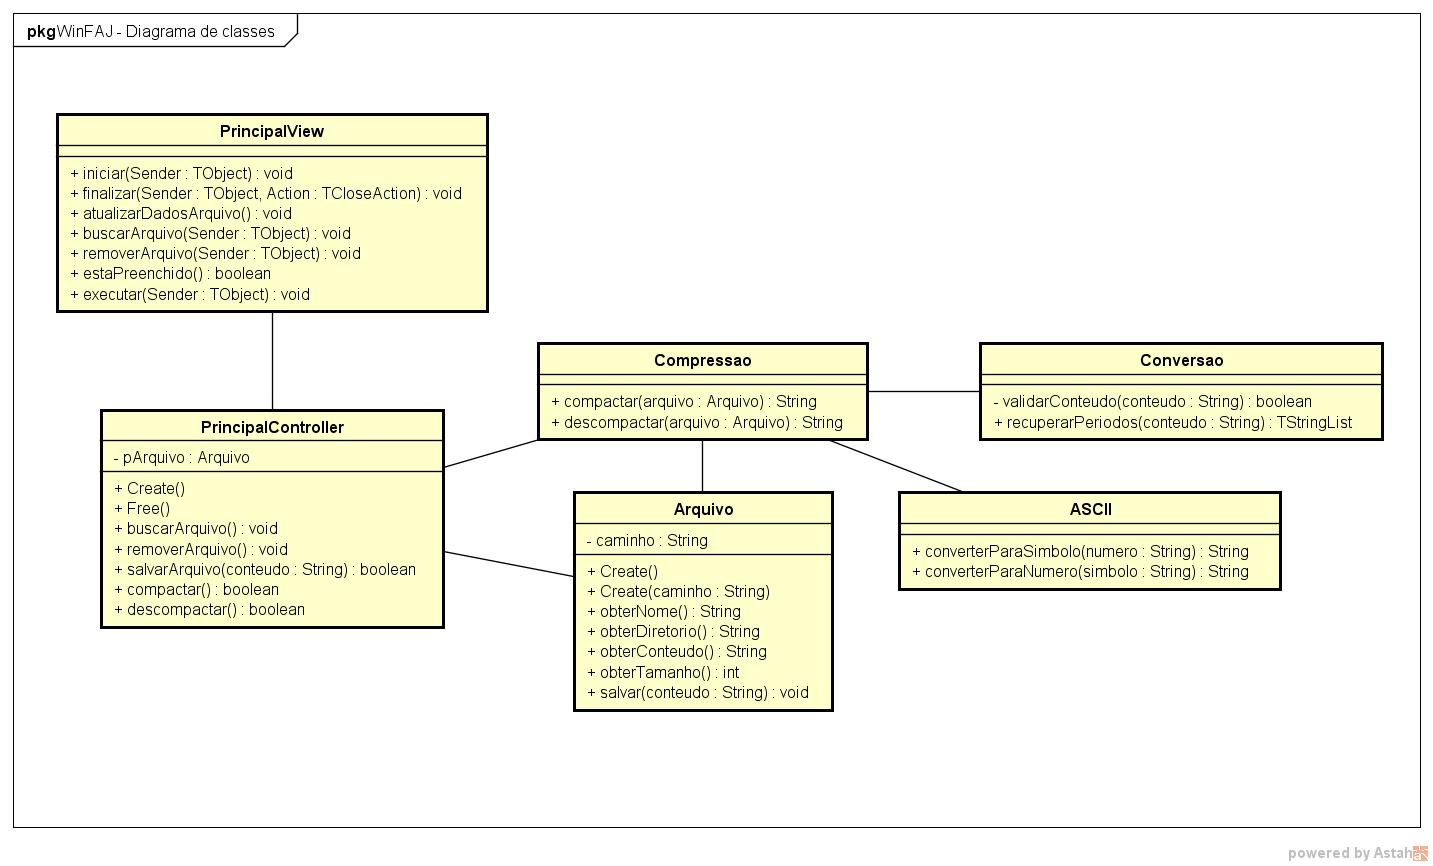 pkgWinFAJ - Diagrama de classes
PrincipalView
+ iniciar(Sender : TObject) : void
+ finalizar(Sender : TObject, Action : TCloseAction) : void
+ atualizarDadosArquivo() : void
+ buscarArquivo(Sender : TObject) : void
+ removerArquivo(Sender : TObject) : void
+ estaPreenchido() : boolean
+ executar(Sender : TObject) : void
Compressao
+ compactar(arquivo : Arquivo) : String
+ descompactar(arquivo : Arquivo) : String
Conversao
- validarConteudo(conteudo : String) : boolean
+ recuperarPeriodos(conteudo : String) : TStringList
PrincipalController
- pArquivo : Arquivo
+ Create()
+ Free()
+ buscarArquivo() : void
+ removerArquivo() : void
+ salvarArquivo(conteudo : String) : boolean
+ compactar() : boolean
+ descompactar() : boolean
Arquivo
- caminho : String
+ Create()
+ Create(caminho : String)
+ obterNome() : String
+ obterDiretorio() : String
+ obterConteudo() : String
+ obterTamanho() : int
+ salvar(conteudo : String) : void
ASCII
+ converterParaSimbolo(numero : String) : String
+ converterParaNumero(simbolo : String) : String
powered by Astah